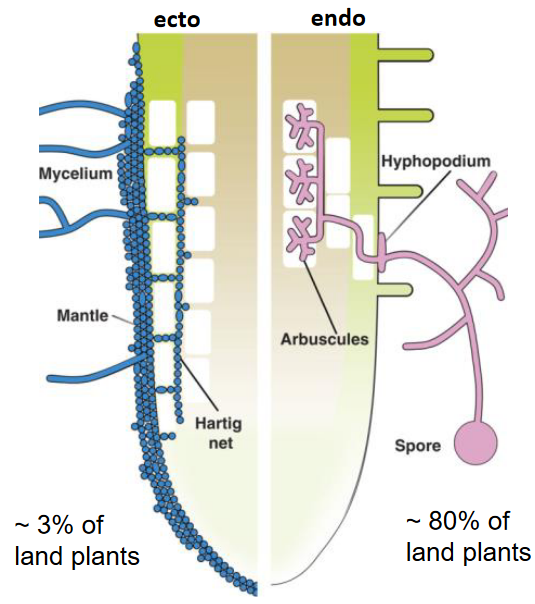 ecto
endo
Mycelium
Hyphopodium
Mantle
Arbuscules
Hartig
net
Spore
~ 3% of
land plants
~ 80% of
land plants